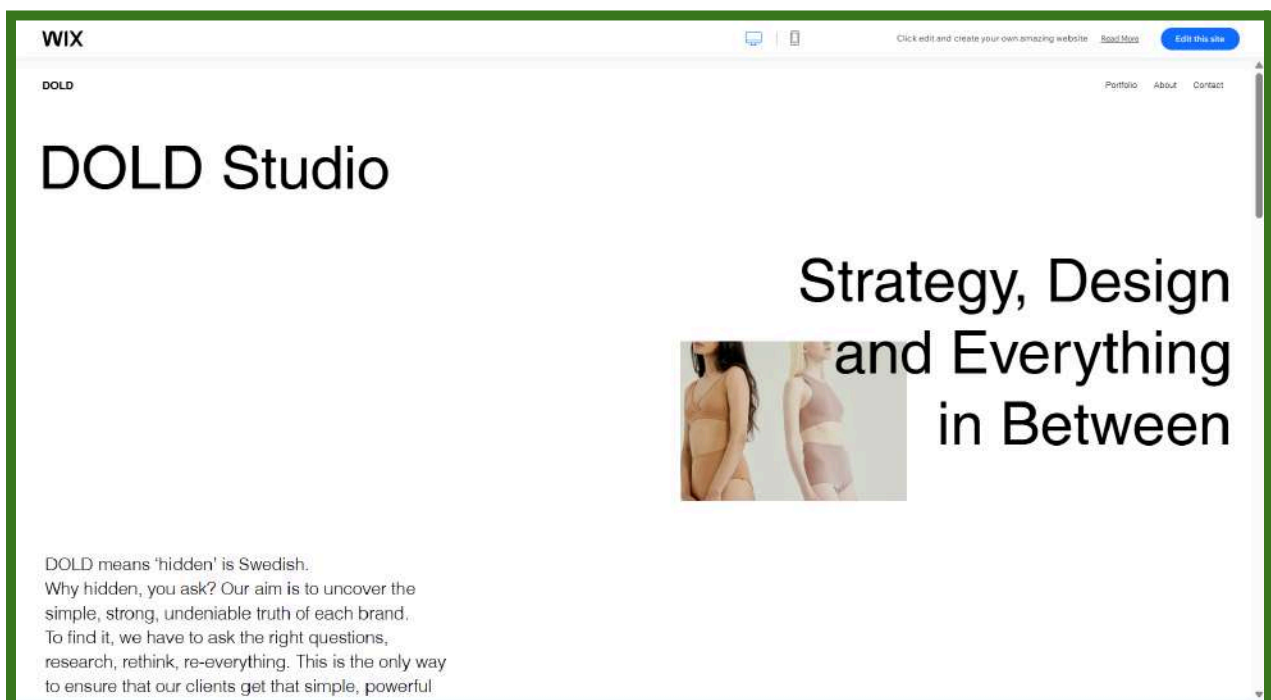 WIX
Click edit and create your own amazing website Read More Edit this site
DOLD
Portfolio About Contact
DOLD Studio
Strategy, Design
and Everything
in Between
DOLD means ‘hidden’ is Swedish.
Why hidden, you ask? Our aim is to uncover the
simple, strong, undeniable truth of each brand.
To find it, we have to ask the right questions,
research, rethink, re-everything. This is the only way
to ensure that our clients get that simple, powerful